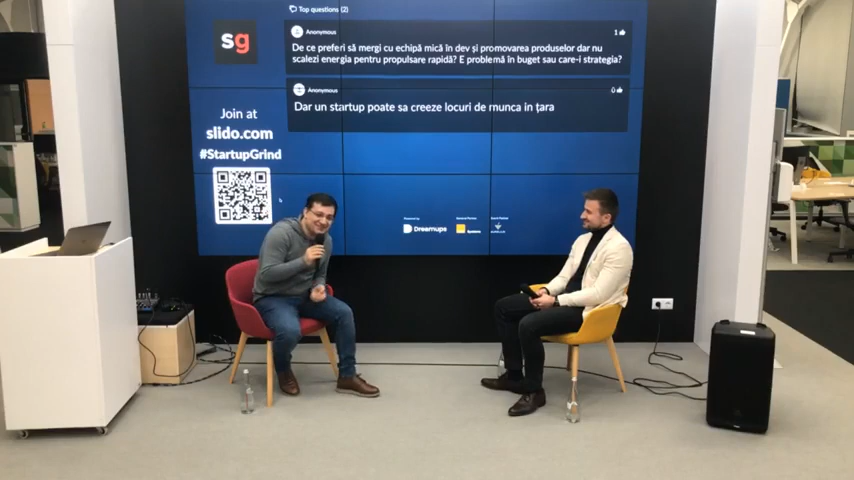 Top questions (2)
sg
Anonymous
1
De ce preferi să mergi cu echipă mică în dev și promovarea produselor dar nu
scalezi energia pentru propulsare rapidă? E problemă în buget sau care-i strategia?
Anonymous
0
Dar un startup poate sa creeze locuri de munca in țara
Join at
slido.com
#StartupGrind
Dreamups